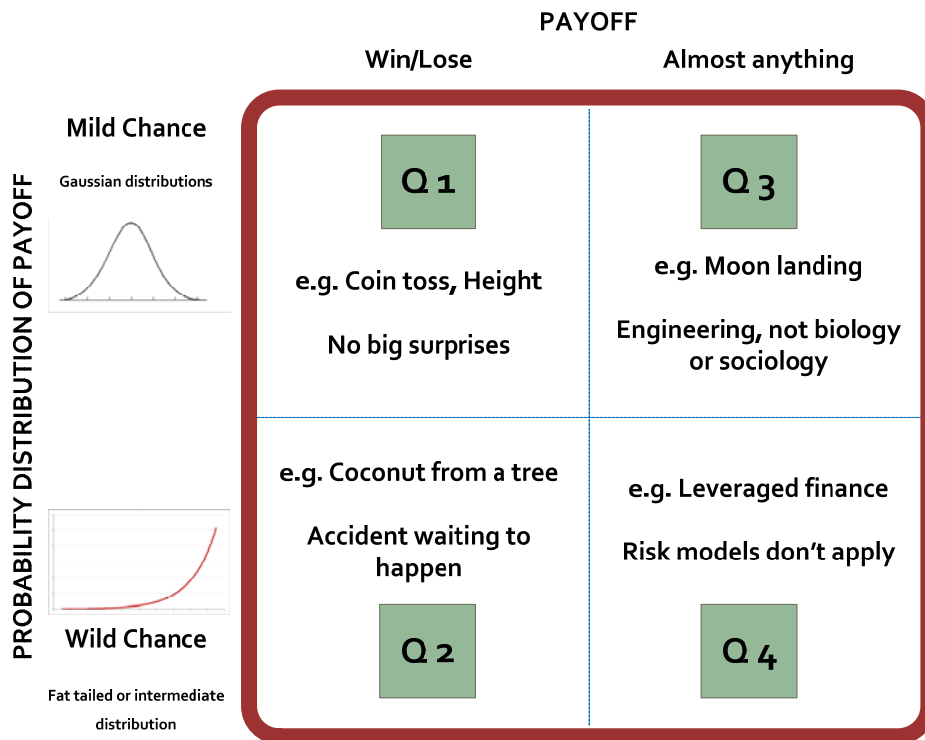 PAYOFF
Win/Lose
Almost anything
PROBABILITY DISTRIBUTION OF PAYOFF
Mild Chance
Gaussian distributions
Q 1
e.g. Coin toss, Height
No big surprises
Q 3
e.g. Moon landing
Engineering, not biology
or sociology
Wild Chance
Fat tailed or intermediate
distribution
e.g. Coconut from a tree
Accident waiting to
happen
Q 2
e.g. Leveraged finance
Risk models don’t apply
Q 4